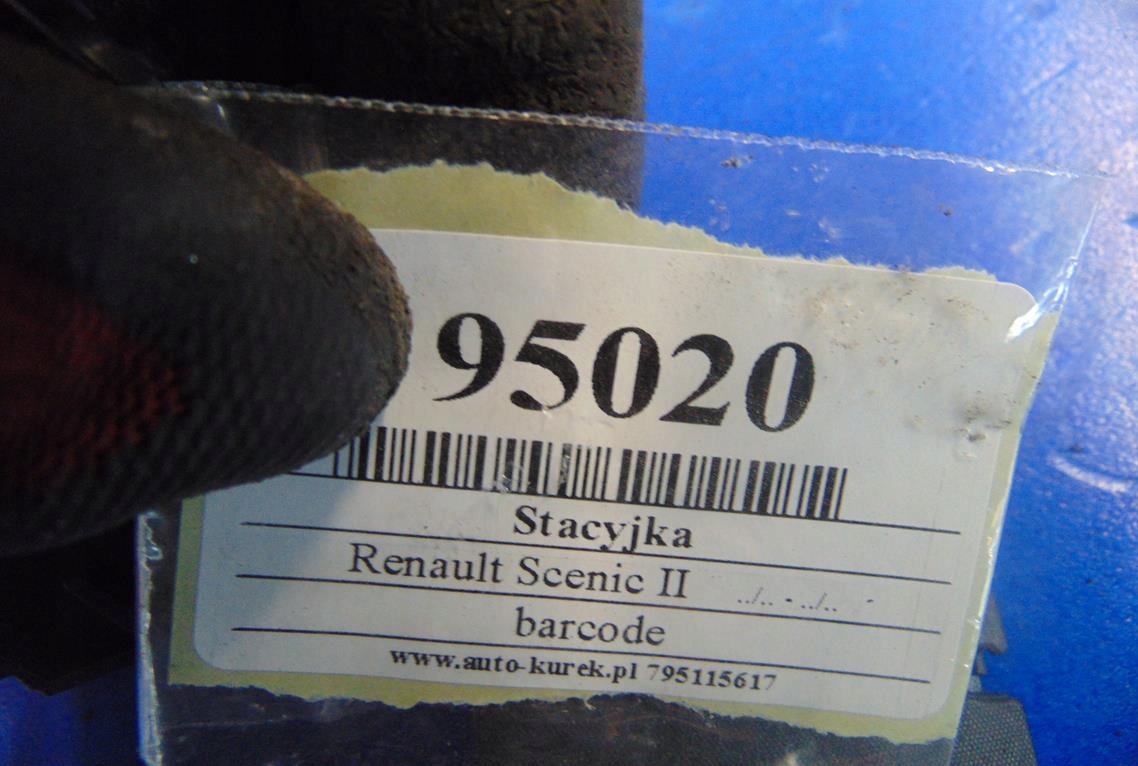 95020
Stacyjka
Renault Scenic II ../.. - ../.. -
barcode
www.auto-kurek.pl 795115617